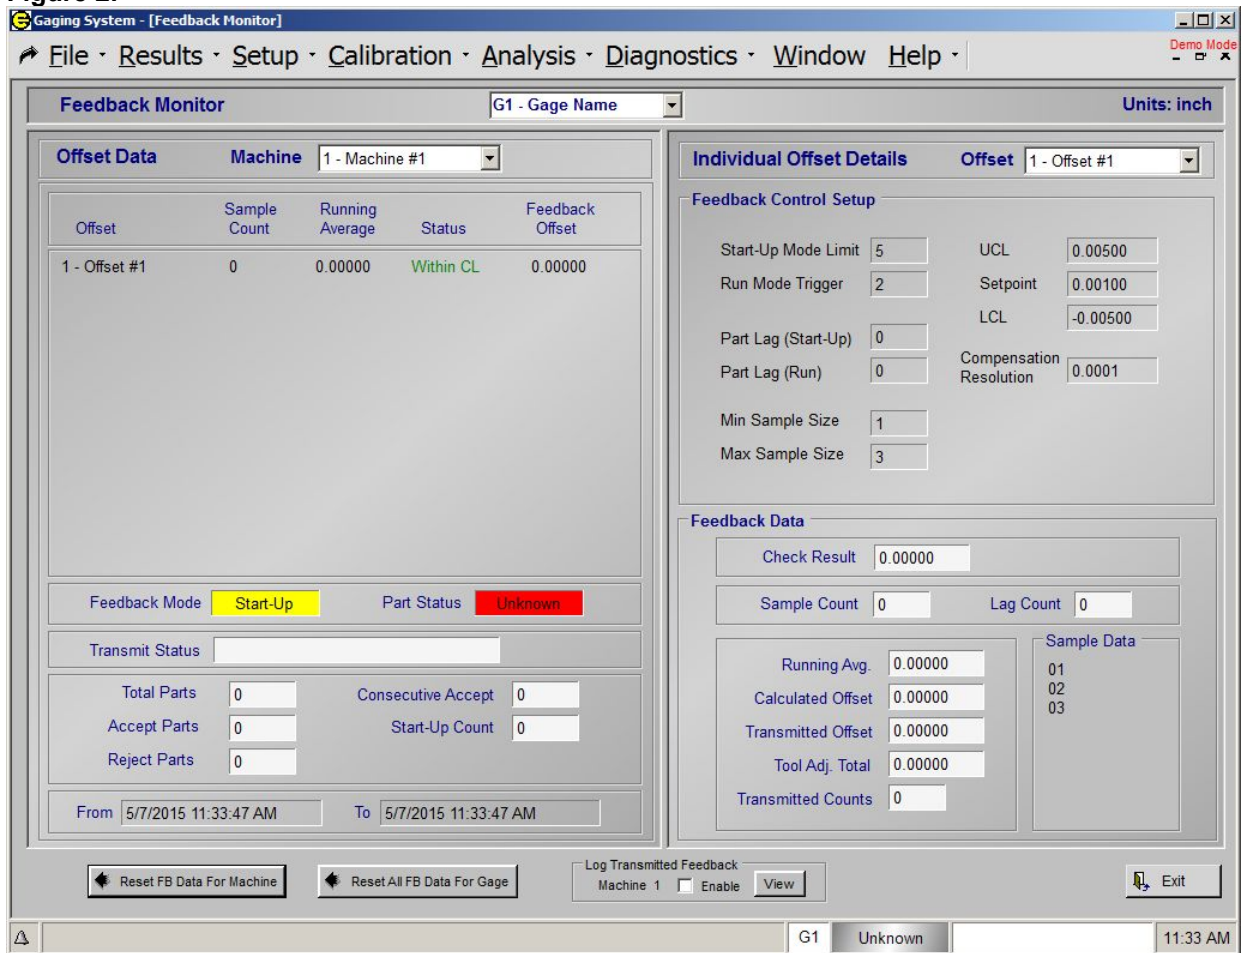 Figure 2.
Gaging System - [Feedback Monitor]
File Results Setup Calibration Analysis Diagnostics Window Help
Demo Mode
Feedback Monitor
G1 - Gage Name
Units: inch
Offset Data
Machine
1 - Machine #1
Offset
Sample Count
Running Average
Status
Feedback Offset
1 - Offset #1
0
0.00000
Within CL
0.00000
Feedback Mode
Start-Up
Part Status
Unknown
Transmit Status
Total Parts
0
Consecutive Accept
0
Accept Parts
0
Start-Up Count
0
Reject Parts
0
From
5/7/2015 11:33:47 AM
To
5/7/2015 11:33:47 AM
Individual Offset Details
Offset
1 - Offset #1
Feedback Control Setup
Start-Up Mode Limit
5
UCL
0.00500
Run Mode Trigger
2
Setpoint
0.00100
LCL
-0.00500
Part Lag (Start-Up)
0
Part Lag (Run)
0
Compensation
Resolution
0.0001
Min Sample Size
1
Max Sample Size
3
Feedback Data
Check Result
0.00000
Sample Count
0
Lag Count
0
Running Avg.
0.00000
Calculated Offset
0.00000
Transmitted Offset
0.00000
Tool Adj. Total
0.00000
Transmitted Counts
0
Sample Data
01
02
03
Reset FB Data For Machine
Reset All FB Data For Gage
Log Transmitted Feedback
Machine 1
Enable
View
Exit
G1
Unknown
11:33 AM